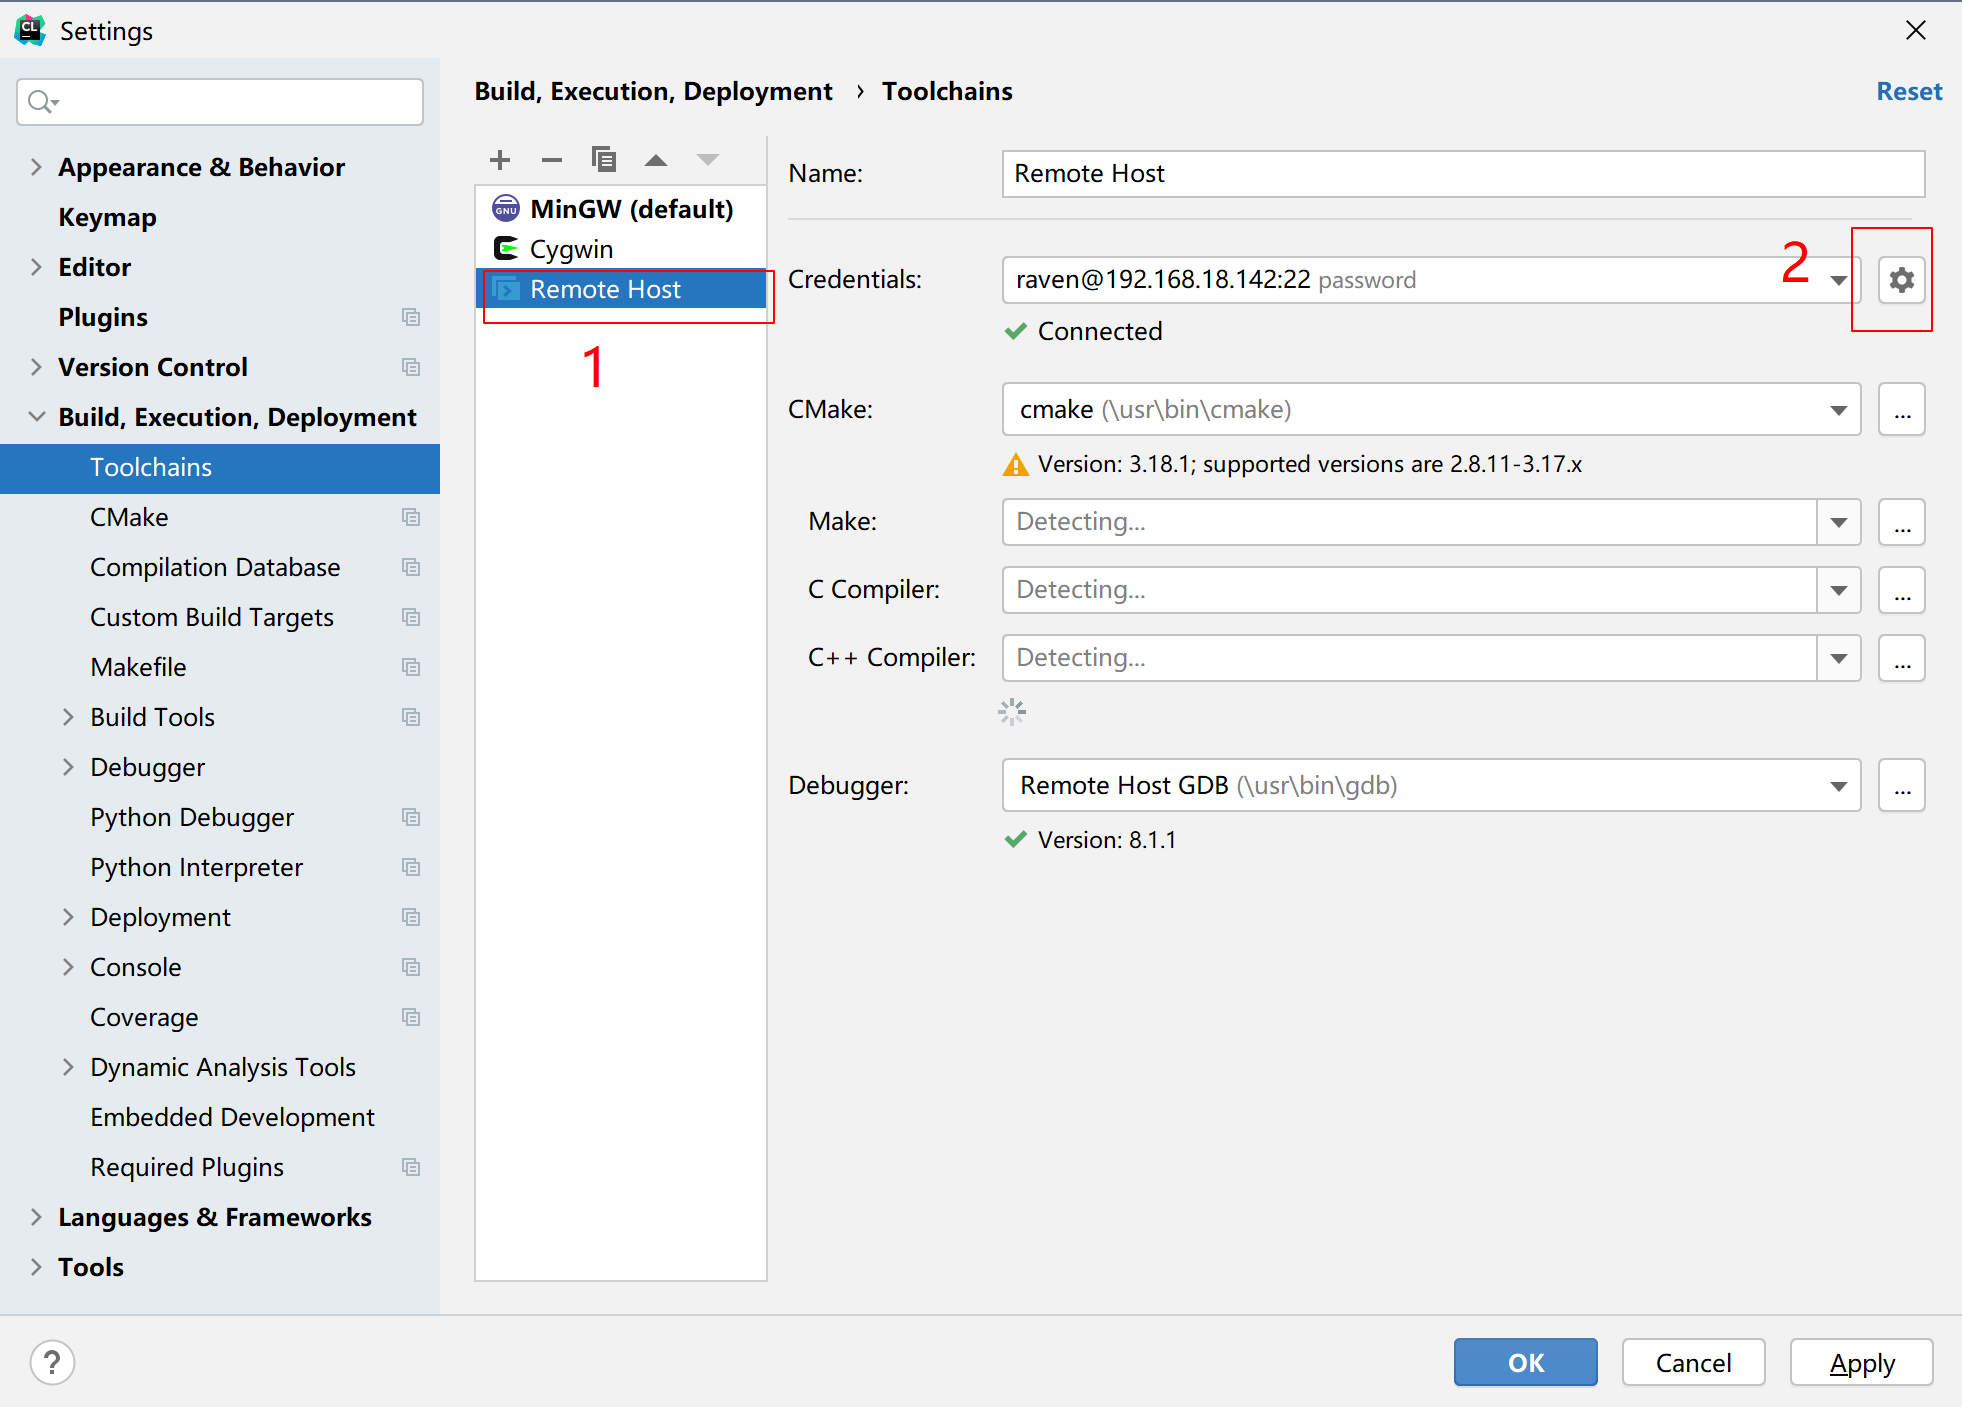 Settings
Build, Execution, Deployment › Toolchains
Reset
Appearance & Behavior
Keymap
Editor
Plugins
Version Control
Build, Execution, Deployment
Toolchains
CMake
Compilation Database
Custom Build Targets
Makefile
Build Tools
Debugger
Python Debugger
Python Interpreter
Deployment
Console
Coverage
Dynamic Analysis Tools
Embedded Development
Required Plugins
Languages & Frameworks
Tools
MinGW (default)
Cygwin
Remote Host
1
Name: Remote Host
Credentials: raven@192.168.18.142:22 password
2
Connected
CMake: cmake (\usr\bin\cmake) ...
Version: 3.18.1; supported versions are 2.8.11-3.17.x
Make: Detecting... ...
C Compiler: Detecting... ...
C++ Compiler: Detecting... ...
Debugger: Remote Host GDB (\usr\bin\gdb) ...
Version: 8.1.1
?
OK
Cancel
Apply
CL
GNU